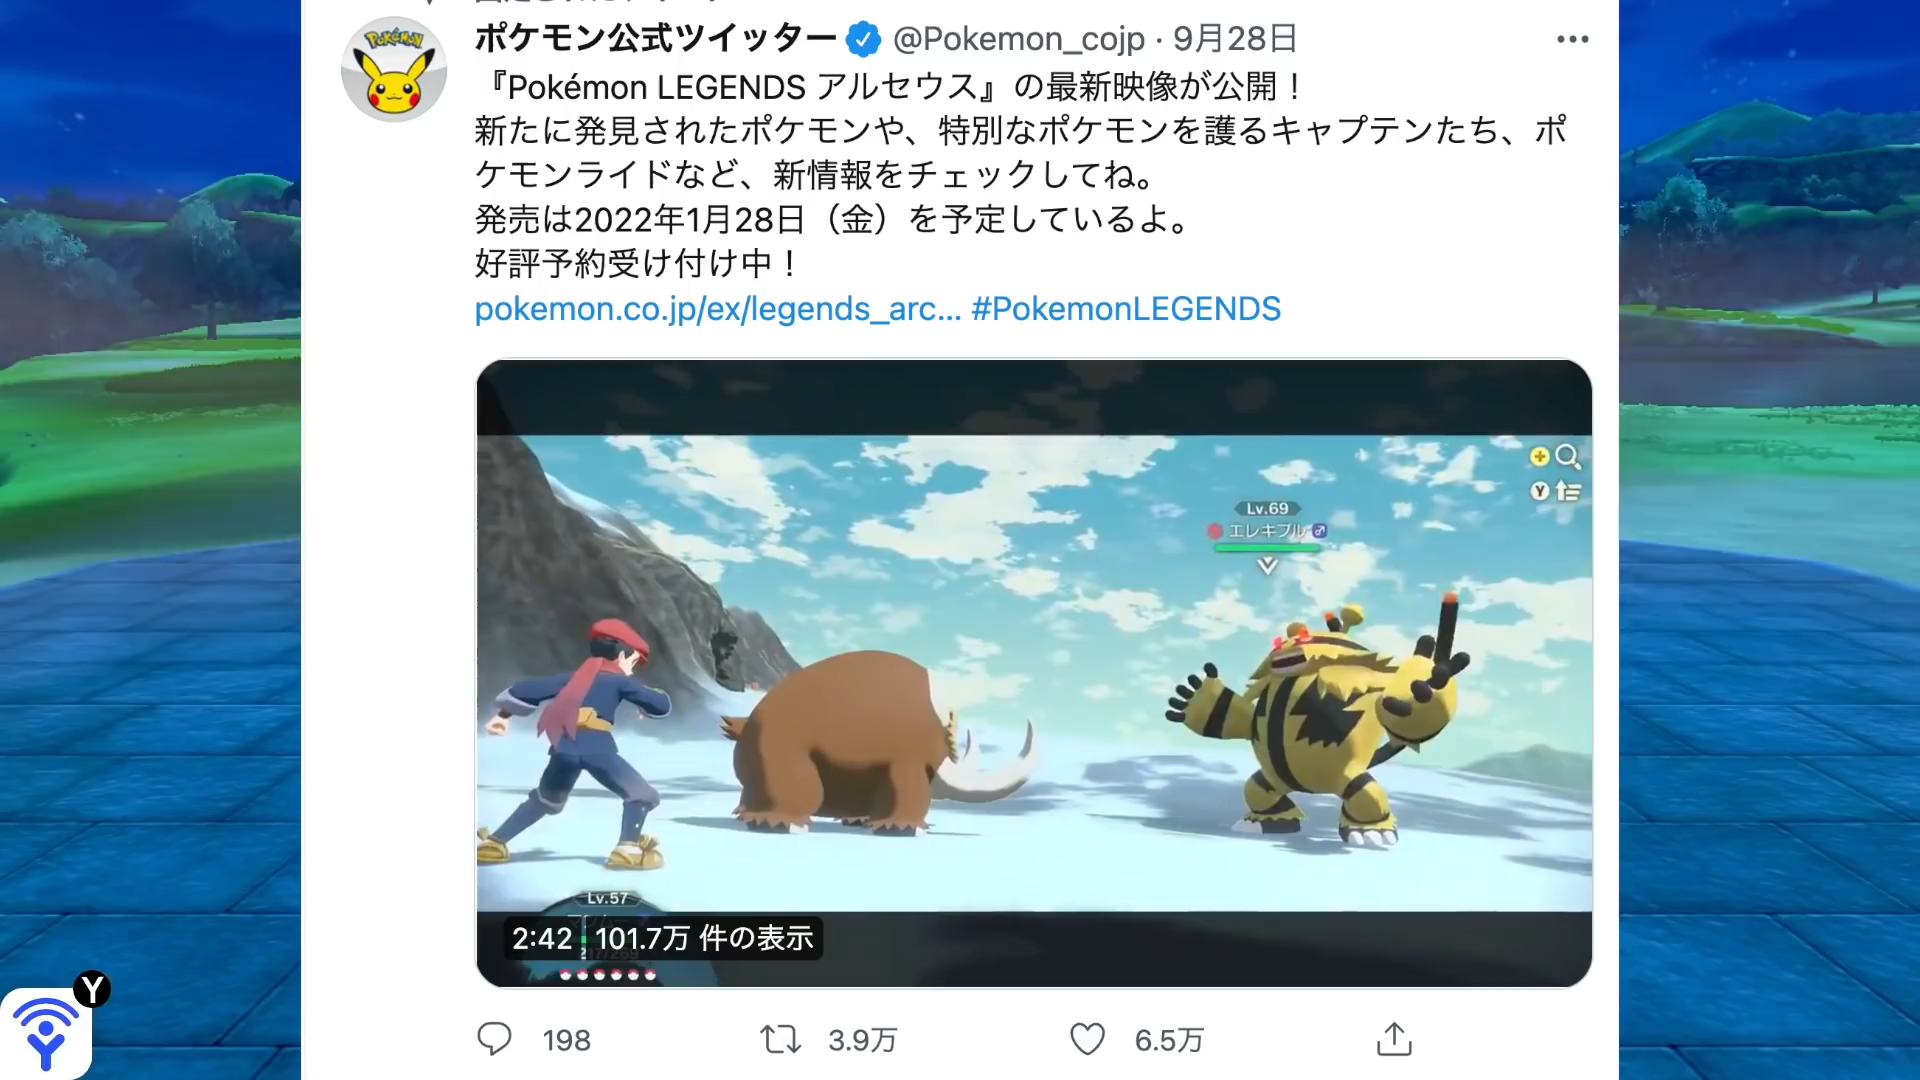 ポケモン公式ツイッター @Pokemon_cojp · 9月28日
『Pokémon LEGENDS アルセウス』の最新映像が公開！
新たに発見されたポケモンや、特別なポケモンを護るキャプテンたち、ポ
ケモンライドなど、新情報をチェックしてね。
発売は2022年1月28日（金）を予定しているよ。
好評予約受け付け中！
pokemon.co.jp/ex/legends_arc... #PokemonLEGENDS
POKéMON
Y
Lv.69
エレキブル♂
Lv.57
2:42 101.7万 件の表示
198 3.9万 6.5万
Y